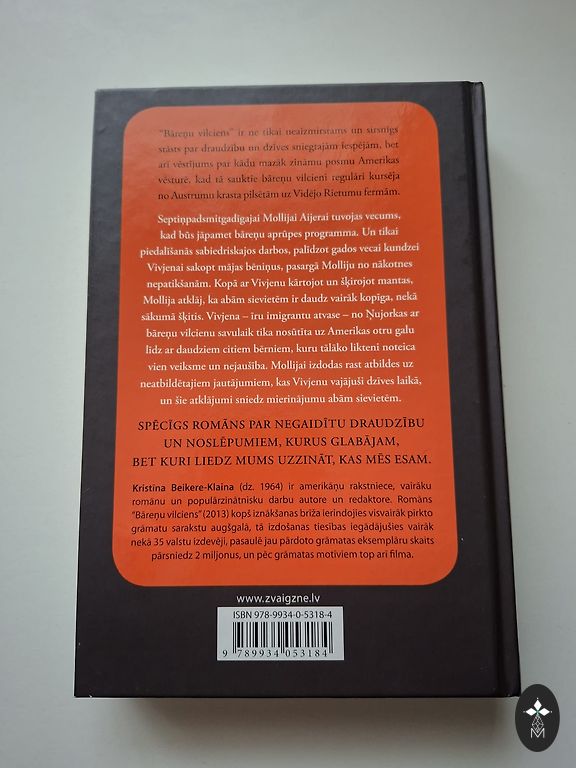 "Bāreņu vilciens" ir ne tikai neaizmirstams un sirsnīgs
stāsts par draudzību un dzīves sniegtajām iespējām, bet
arī vēstījums par kādu mazāk zināmu posmu Amerikas
vēsturē, kad tā sauktie bāreņu vilcieni regulāri kursēja
no Austrumu krasta pilsētām uz Vidējo Rietumu fermām.
Septiņpadsmitgadīgajai Mollijai Aijerai tuvojas vecums,
kad būs jāpamet bāreņu aprūpes programma. Un tikai
piedalīšanās sabiedriskajos darbos, palīdzot gados vecai kundzei
Vivjenai sakopt mājas bēniņus, pasargā Molliju no nākotnes
nepatikšanām. Kopā ar Vivjenu kārtojot un šķirojot mantas,
Mollija atklāj, ka abām sievietēm ir daudz vairāk kopīga, nekā
sākumā šķitis. Vivjena – īru imigrantu atvase – no Ņujorkas ar
bāreņu vilcienu savulaik tika nosūtīta uz Amerikas otru galu
līdz ar daudziem citiem bērniem, kuru tālāko likteni noteica
vien veiksme un nejaušība. Mollijai izdodas rast atbildes uz
neatbildētajiem jautājumiem, kas Vivjenu vajājuši dzīves laikā,
un šie atklājumi sniedz mierinājumu abām sievietēm.
SPĒCĪGS ROMĀNS PAR NEGAIDĪTU DRAUDZĪBU
UN NOSLĒPUMIEM, KURUS GLABĀJAM,
BET KURI LIEDZ MUMS UZZINĀT, KAS MĒS ESAM.
Kristīna Beikere-Klaina (dz. 1964) ir amerikāņu rakstniece, vairāku
romānu un populārzinātnisku darbu autore un redaktore. Romāns
"Bāreņu vilciens" (2013) kopš iznākšanas brīža ierindojies visvairāk pirkto
grāmatu sarakstu augšgalā, tā izdošanas tiesības iegādājušies vairāk
nekā 35 valstu izdevēji, pasaulē jau pārdoto grāmatas eksemplāru skaits
pārsniedz 2 miljonus, un pēc grāmatas motīviem top arī filma.
www.zvaigzne.lv
ISBN 978-9934-0-5318-4
9 789934 053184
M